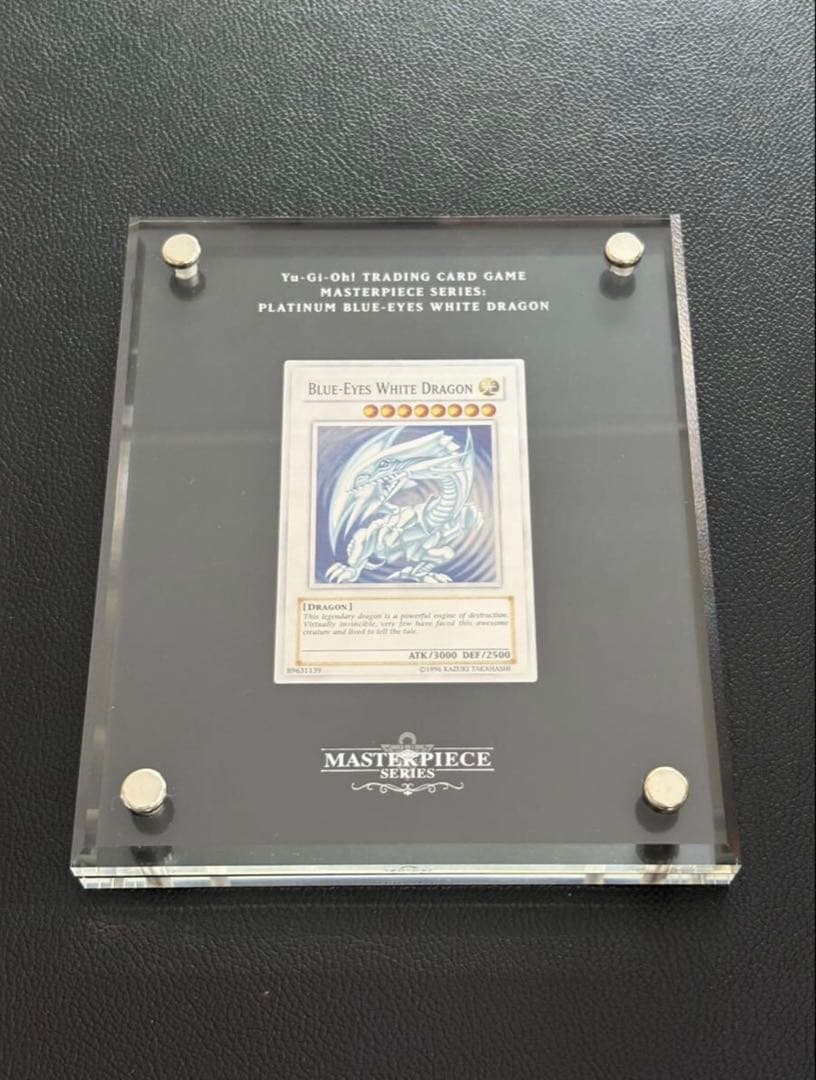 Yu-Gi-Oh! TRADING CARD GAME
MASTERPIECE SERIES:
PLATINUM BLUE-EYES WHITE DRAGON
BLUE-EYES WHITE DRAGON 光
[DRAGON]
This legendary dragon is a powerful engine of destruction.
Virtually invincible, very few have faced this awesome
creature and lived to tell the tale.
ATK/3000 DEF/2500
89631139 ©1996 KAZUKI TAKAHASHI
MASTERPIECE
SERIES